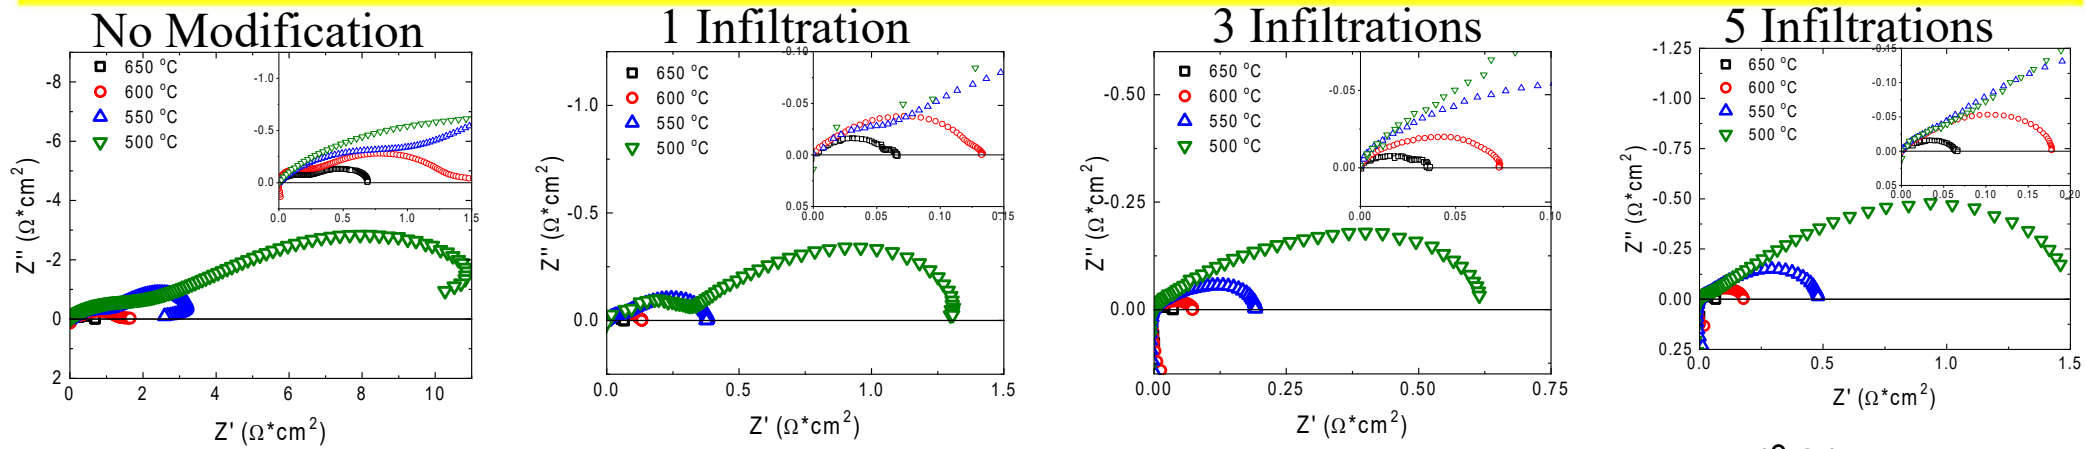 No Modification
650 °C
600 °C
550 °C
500 °C
-8
-6
-4
-2
0
2
0
2
4
6
8
10
Z'' (Ω*cm²)
Z' (Ω*cm²)
-1.0
-0.5
0.0
0.0
0.5
1.0
1.5
1 Infiltration
650 °C
600 °C
550 °C
500 °C
-1.0
-0.5
0.0
0.0
0.5
1.0
1.5
Z'' (Ω*cm²)
Z' (Ω*cm²)
-0.10
-0.05
0.00
0.05
0.00
0.05
0.10
0.15
3 Infiltrations
650 °C
600 °C
550 °C
500 °C
-0.50
-0.25
0.00
0.00
0.25
0.50
0.75
Z'' (Ω*cm²)
Z' (Ω*cm²)
-0.05
0.00
0.00
0.05
0.10
5 Infiltrations
650 °C
600 °C
550 °C
500 °C
-1.25
-1.00
-0.75
-0.50
-0.25
0.00
0.25
0.0
0.5
1.0
1.5
Z'' (Ω*cm²)
Z' (Ω*cm²)
-0.15
-0.10
-0.05
0.00
0.05
0.00
0.05
0.10
0.15
0.20